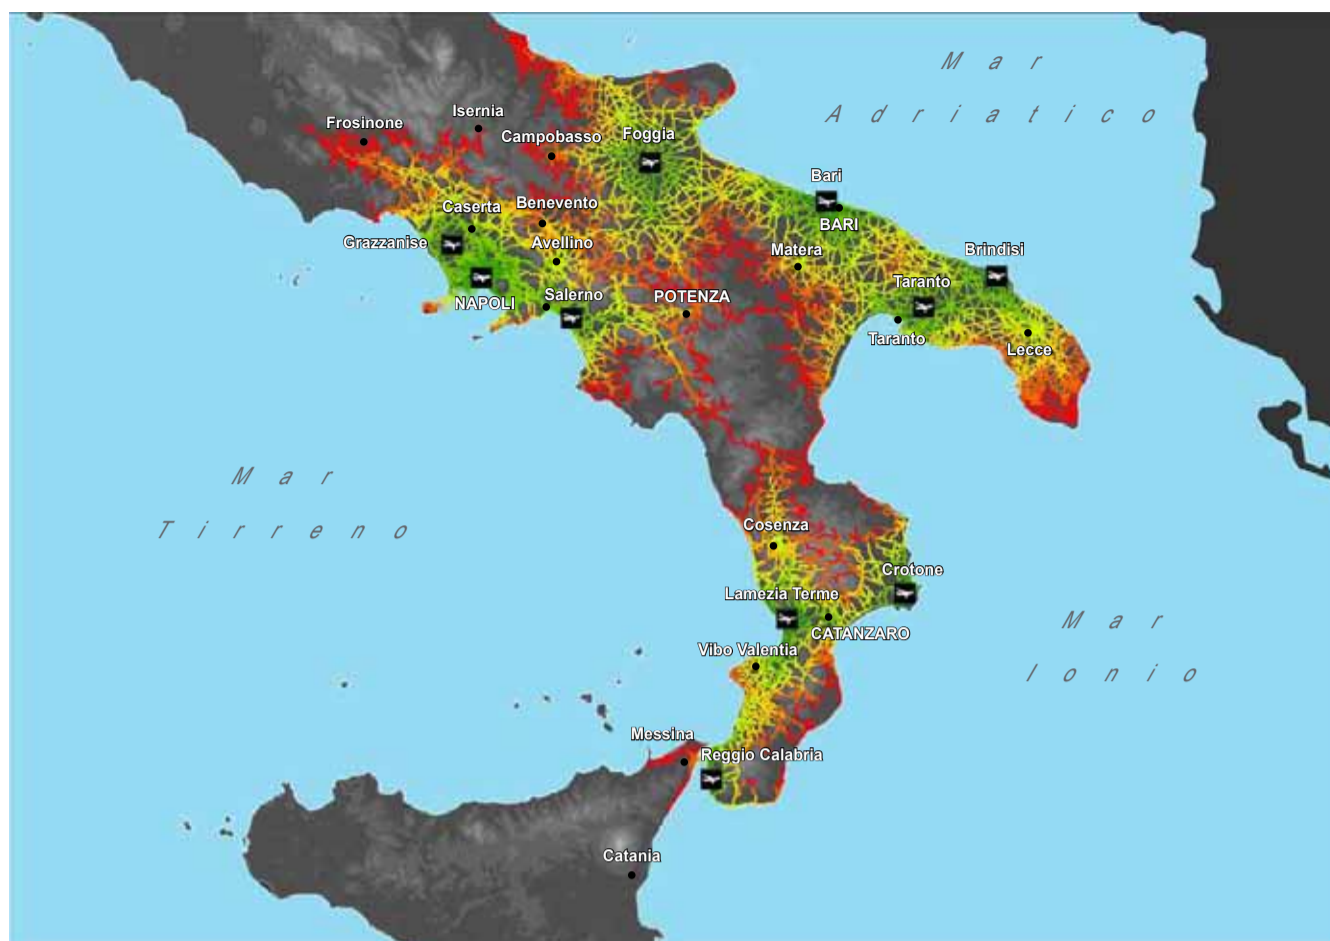 Mar
Adriatico
Isernia
Frosinone
Campobasso
Foggia
Bari
Caserta
Benevento
BARI
Grazzanise
Avellino
Matera
Brindisi
Taranto
NAPOLI
Salerno
POTENZA
Taranto
Lecce
Mar
Tirreno
Cosenza
Crotone
Lamezia Terme
CATANZARO
Mar
Ionio
Vibo Valentia
Messina
Reggio Calabria
Catania